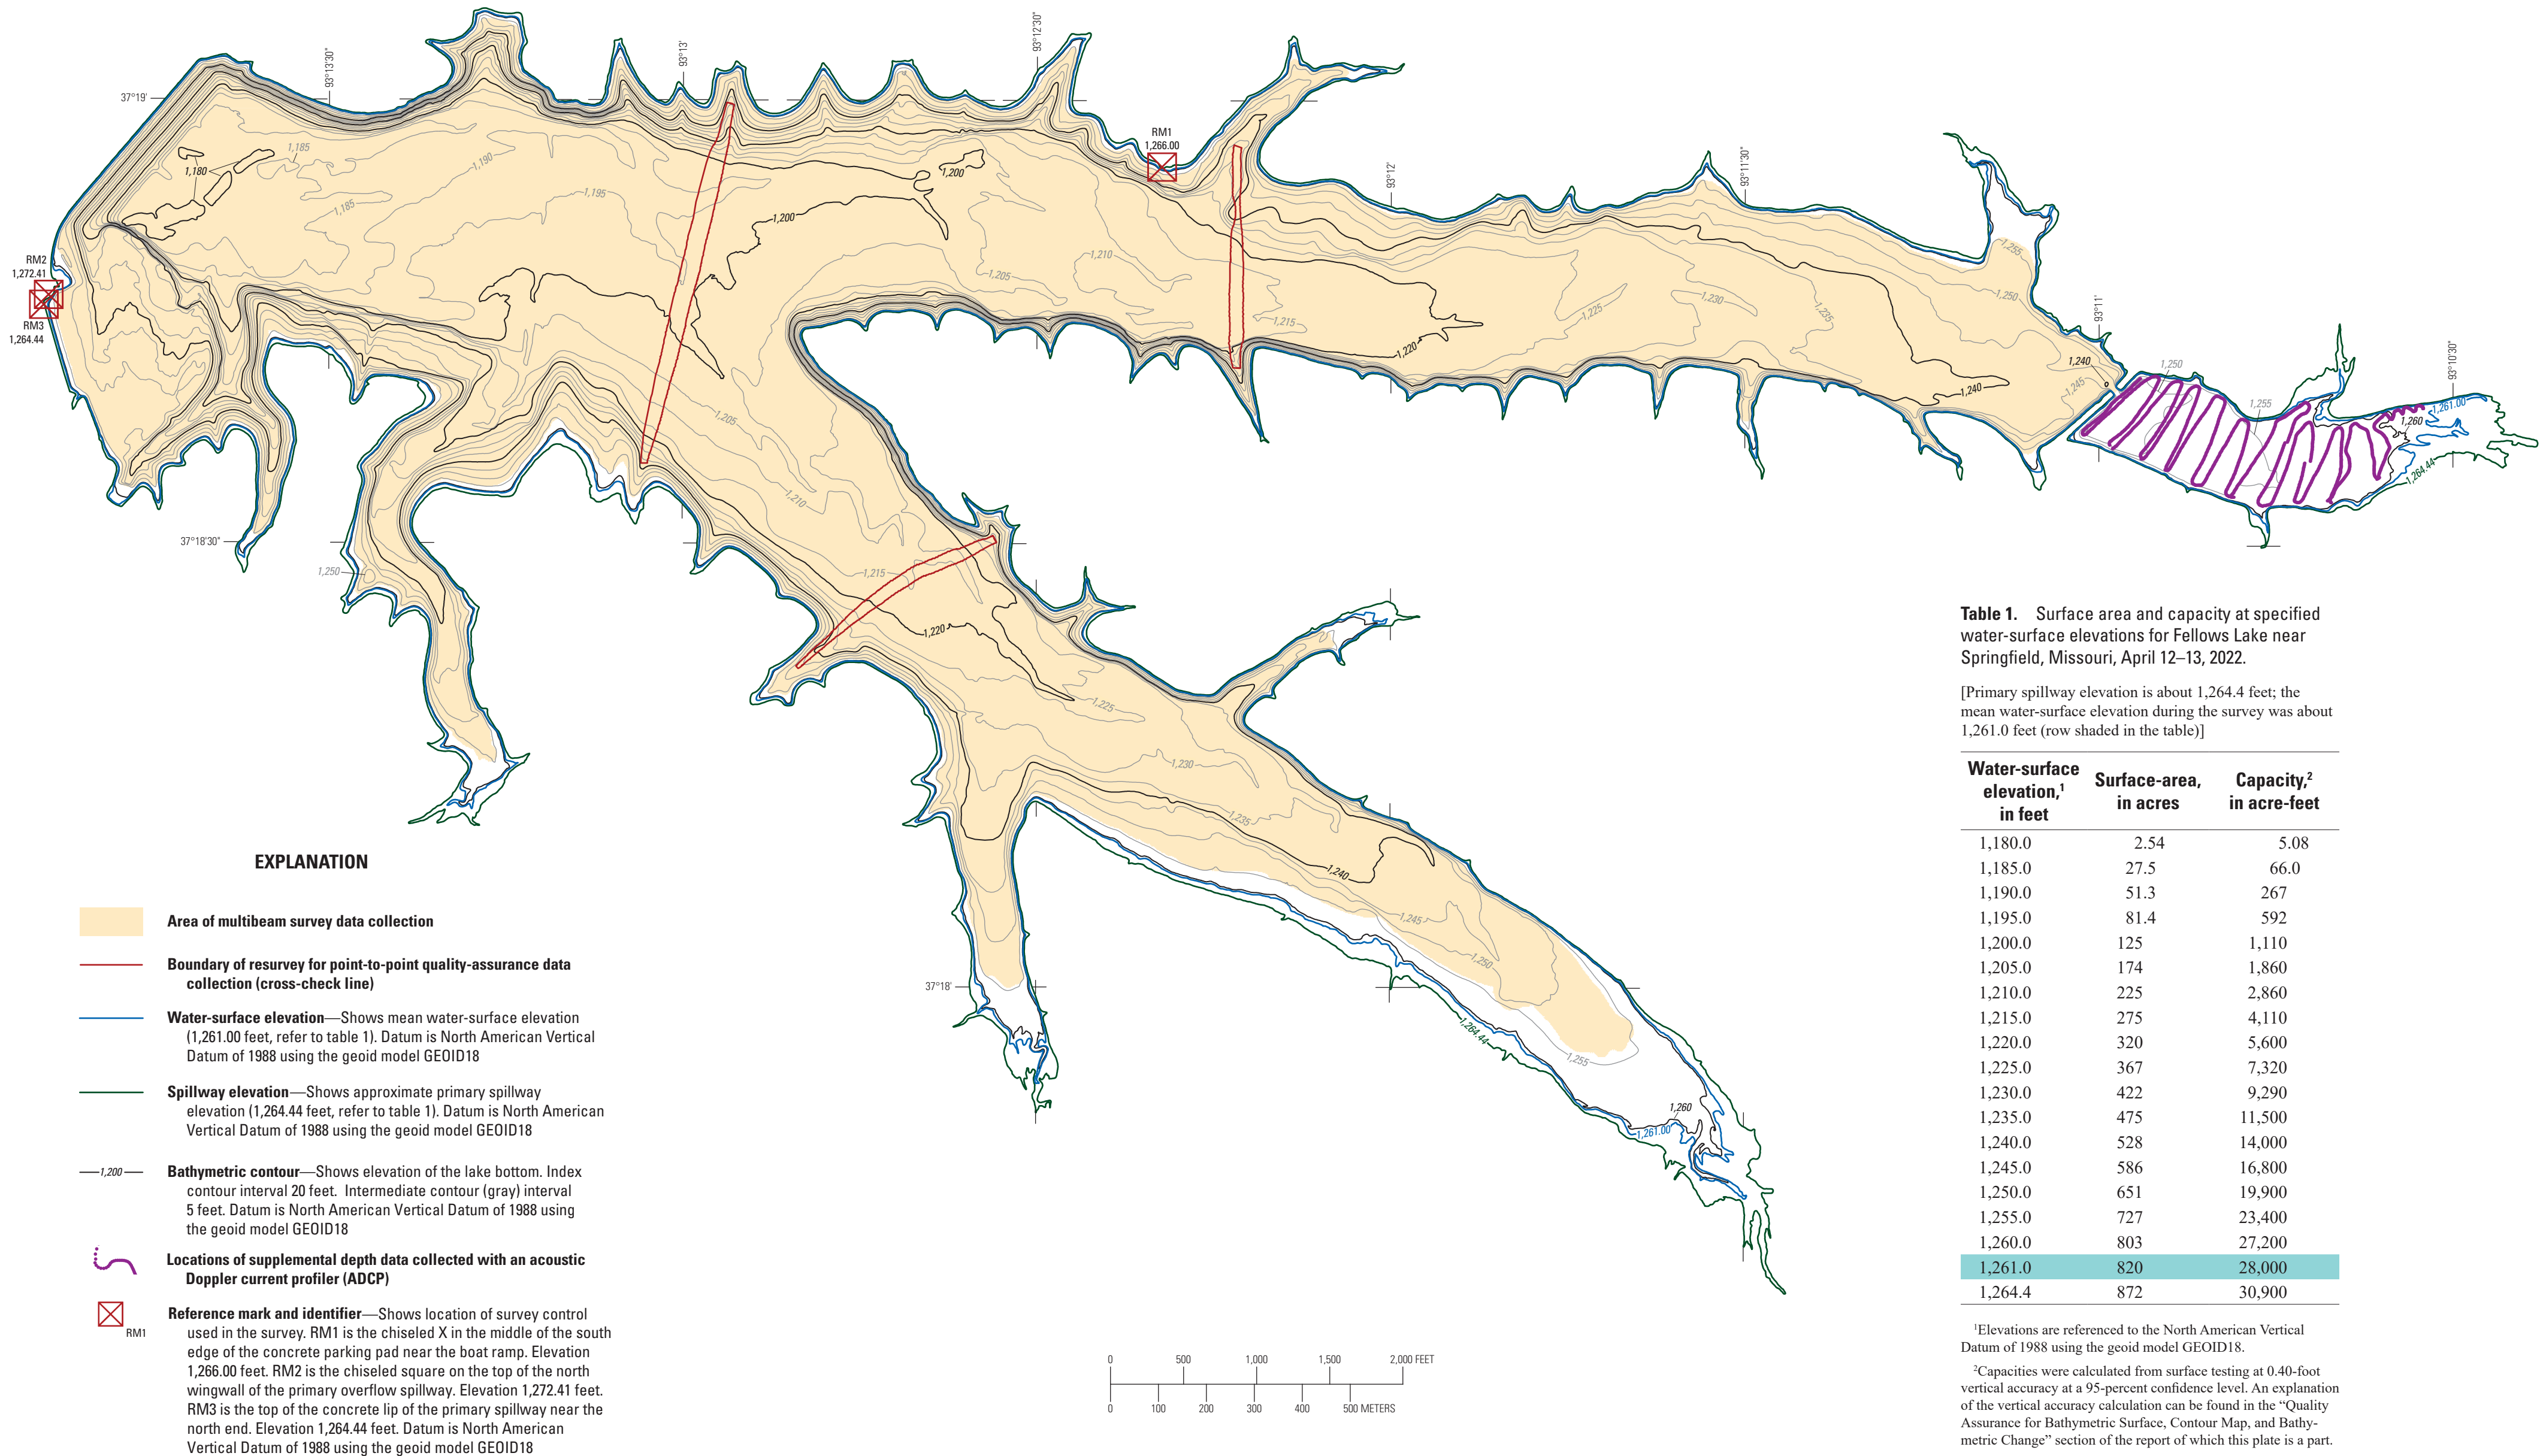 93°13'30"
93°13'
93°12'30"
37°19'
RM1
1,266.00
1,185
1,190
1,180
1,200
1,195
1,185
1,200
93°12'
93°11'30"
1,255
1,210
1,205
1,250
RM2
1,272.41
RM3
1,264.44
1,230
1,225
1,235
1,215
1,220
93°11'
1,240
1,240
1,245
1,250
1,255
93°10'30"
1,261.00
1,260
1,264.44
1,205
1,210
37°18'30"
1,250
1,215
1,220
1,225
1,230
1,235
1,240
1,245
1,250
37°18'
1,264.44
1,255
1,260
1,261.00
EXPLANATION
Area of multibeam survey data collection
Boundary of resurvey for point-to-point quality-assurance data
collection (cross-check line)
Water-surface elevation—Shows mean water-surface elevation
(1,261.00 feet, refer to table 1). Datum is North American Vertical
Datum of 1988 using the geoid model GEOID18
Spillway elevation—Shows approximate primary spillway
elevation (1,264.44 feet, refer to table 1). Datum is North American
Vertical Datum of 1988 using the geoid model GEOID18
1,200
Bathymetric contour—Shows elevation of the lake bottom. Index
contour interval 20 feet. Intermediate contour (gray) interval
5 feet. Datum is North American Vertical Datum of 1988 using
the geoid model GEOID18
Locations of supplemental depth data collected with an acoustic
Doppler current profiler (ADCP)
RM1
Reference mark and identifier—Shows location of survey control
used in the survey. RM1 is the chiseled X in the middle of the south
edge of the concrete parking pad near the boat ramp. Elevation
1,266.00 feet. RM2 is the chiseled square on the top of the north
wingwall of the primary overflow spillway. Elevation 1,272.41 feet.
RM3 is the top of the concrete lip of the primary spillway near the
north end. Elevation 1,264.44 feet. Datum is North American
Vertical Datum of 1988 using the geoid model GEOID18
0 500 1,000 1,500 2,000 FEET
0 100 200 300 400 500 METERS
Table 1. Surface area and capacity at specified
water-surface elevations for Fellows Lake near
Springfield, Missouri, April 12–13, 2022.
[Primary spillway elevation is about 1,264.4 feet; the
mean water-surface elevation during the survey was about
1,261.0 feet (row shaded in the table)]
Water-surface elevation,1 in feet Surface-area, in acres Capacity,2 in acre-feet
1,180.0 2.54 5.08
1,185.0 27.5 66.0
1,190.0 51.3 267
1,195.0 81.4 592
1,200.0 125 1,110
1,205.0 174 1,860
1,210.0 225 2,860
1,215.0 275 4,110
1,220.0 320 5,600
1,225.0 367 7,320
1,230.0 422 9,290
1,235.0 475 11,500
1,240.0 528 14,000
1,245.0 586 16,800
1,250.0 651 19,900
1,255.0 727 23,400
1,260.0 803 27,200
1,261.0 820 28,000
1,264.4 872 30,900
1Elevations are referenced to the North American Vertical
Datum of 1988 using the geoid model GEOID18.
2Capacities were calculated from surface testing at 0.40-foot
vertical accuracy at a 95-percent confidence level. An explanation
of the vertical accuracy calculation can be found in the “Quality
Assurance for Bathymetric Surface, Contour Map, and Bathy-
metric Change” section of the report of which this plate is a part.